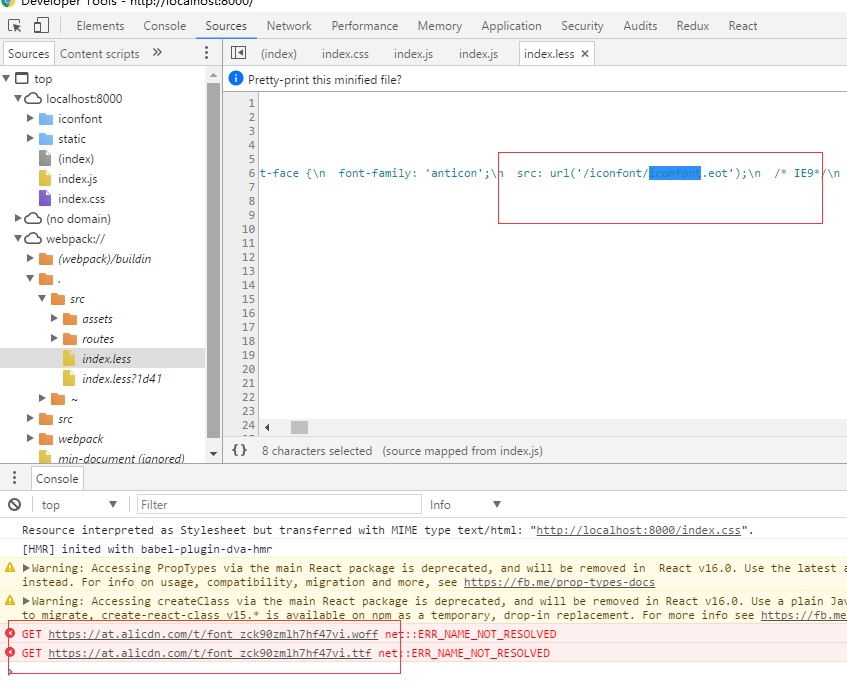 Developer Tools - http://localhost:8000/
Elements Console Sources Network Performance Memory Application Security Audits Redux React
Sources Content scripts » (index) index.css index.js index.js index.less ×
Pretty-print this minified file?
top
localhost:8000
iconfont
static
(index)
index.js
index.css
(no domain)
webpack://
(webpack)/buildin
.
src
assets
routes
index.less
index.less?1d41
~
src
webpack
min-document (ignored)
1
2
3
4
5
6 t-face {\n  font-family: 'anticon';\n  src: url('/iconfont/iconfont.eot');\n  /* IE9*/\n
7
8
9
10
11
12
13
14
15
16
17
18
19
20
21
22
23
24
{} 8 characters selected (source mapped from index.js)
Console
top Filter Info
Resource interpreted as Stylesheet but transferred with MIME type text/html: "http://localhost:8000/index.css".
[HMR] inited with babel-plugin-dva-hmr
Warning: Accessing PropTypes via the main React package is deprecated, and will be removed in  React v16.0. Use the latest a
instead. For info on usage, compatibility, migration and more, see https://fb.me/prop-types-docs
Warning: Accessing createClass via the main React package is deprecated, and will be removed in React v16.0. Use a plain Jav
to migrate, create-react-class v15.* is available on npm as a temporary, drop-in replacement. For more info see https://fb.me
GET https://at.alicdn.com/t/font_zck90zmlh7hf47vi.woff net::ERR_NAME_NOT_RESOLVED
GET https://at.alicdn.com/t/font_zck90zmlh7hf47vi.ttf net::ERR_NAME_NOT_RESOLVED